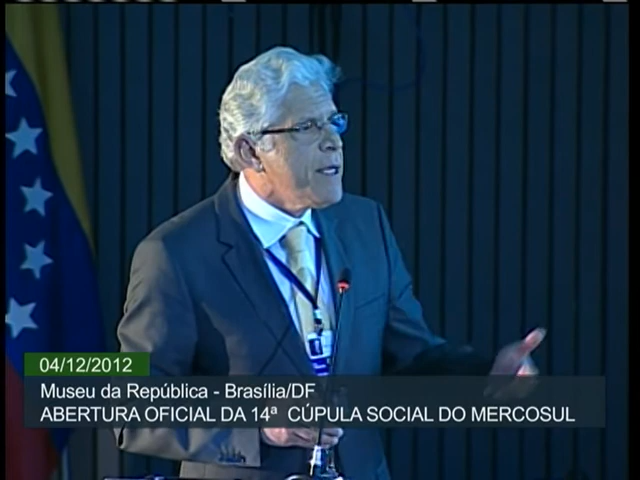 04/12/2012
Museu da República - Brasília/DF
ABERTURA OFICIAL DA 14ª CÚPULA SOCIAL DO MERCOSUL